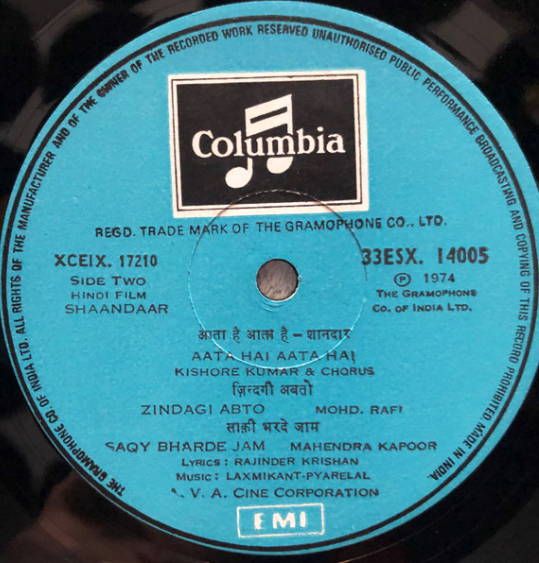 THE GRAMOPHONE CO. OF INDIA LTD. ALL RIGHTS OF THE MANUFACTURER AND OF THE OWNER OF THE RECORDED WORK RESERVED UNAUTHORISED PUBLIC PERFORMANCE BROADCASTING AND COPYING OF THIS RECORD PROHIBITED MADE IN INDIA.
Columbia
REGD. TRADE MARK OF THE GRAMOPHONE CO., LTD.
XCEIX. 17210 33ESX. 14005
SIDE TWO Ⓟ 1974
HINDI FILM THE GRAMOPHONE
SHAANDAAR CO. OF INDIA LTD.
आता है आता है – शानदार
AATA HAI AATA HAI
KISHORE KUMAR & CHORUS
ज़िन्दगी अबतो
ZINDAGI ABTO MOHD. RAFI
साक़ी भरदे जाम
SAQY BHARDE JAM MAHENDRA KAPOOR
LYRICS : RAJINDER KRISHAN
MUSIC : LAXMIKANT-PYARELAL
V. A. CINE CORPORATION
EMI